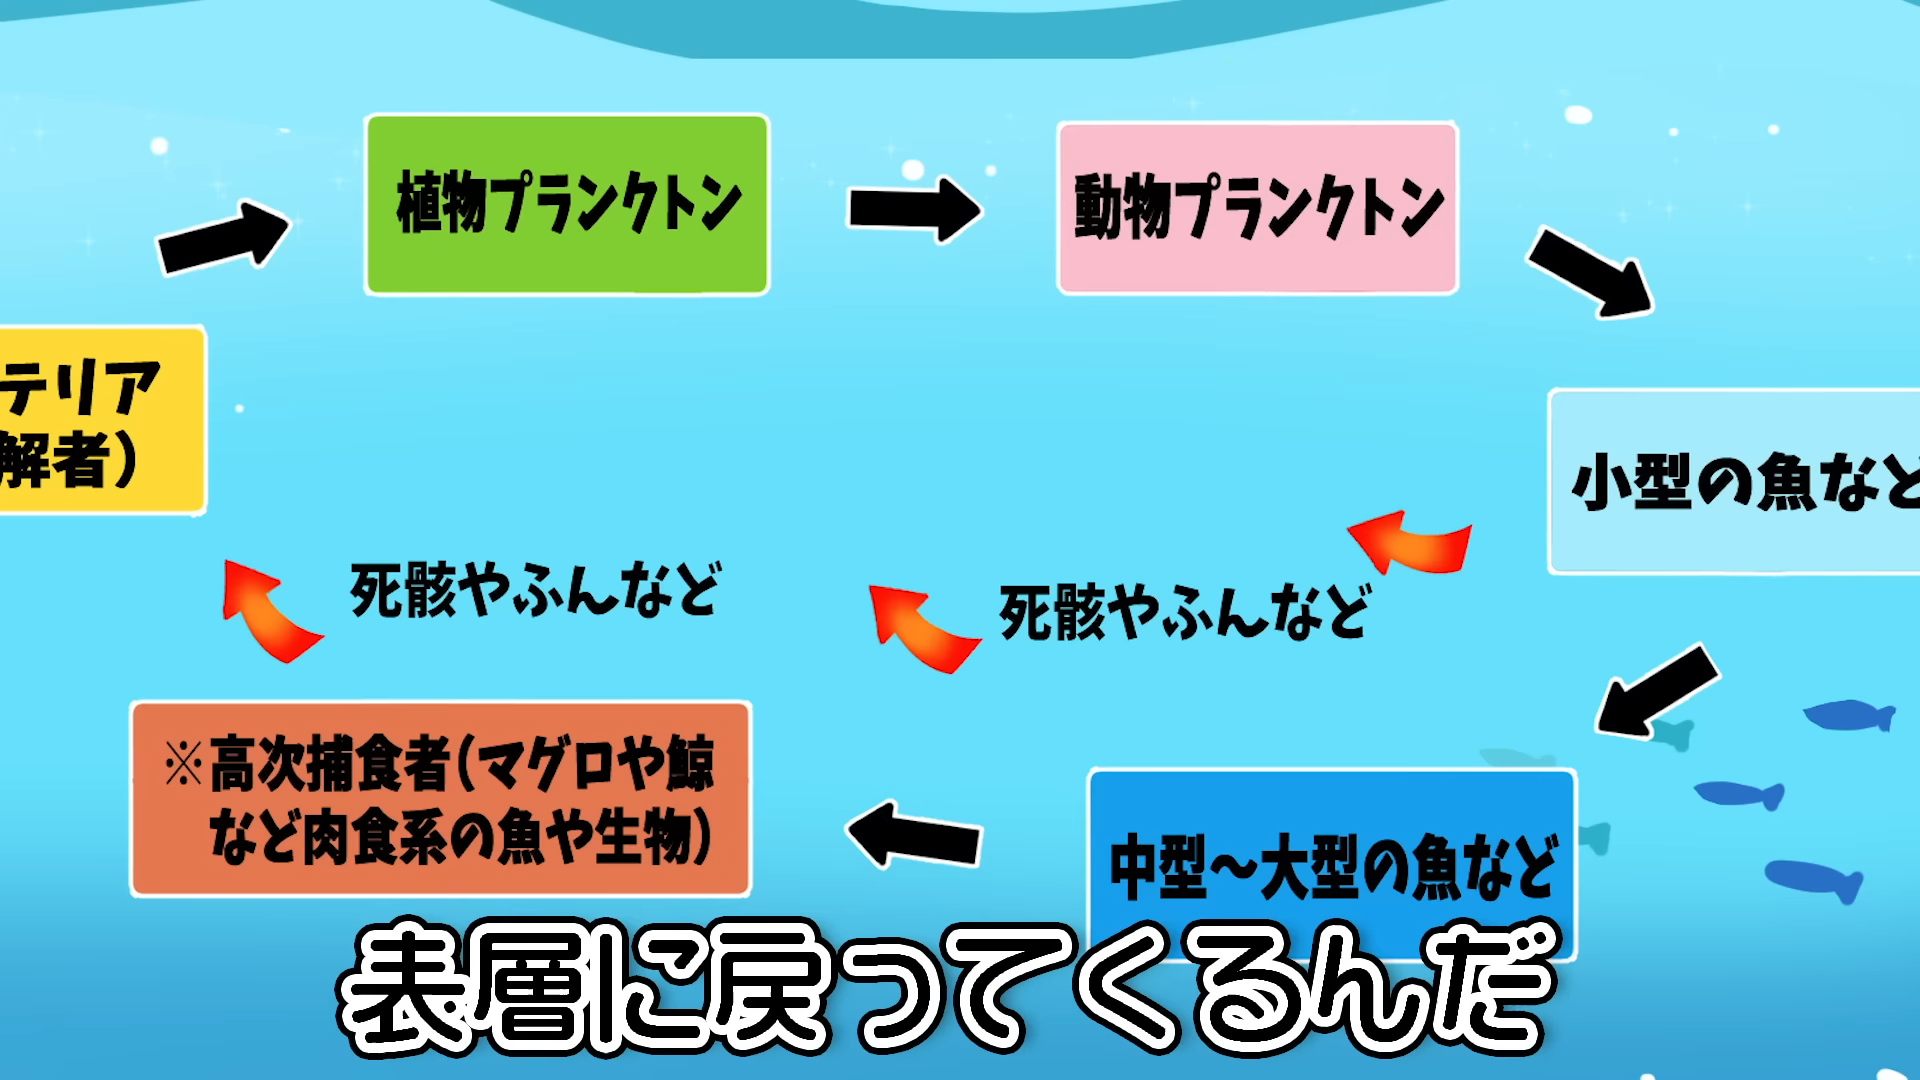 植物プランクトン
動物プランクトン
テリア
解者）
小型の魚など
死骸やふんなど
死骸やふんなど
※高次捕食者（マグロや鯨
など肉食系の魚や生物）
中型～大型の魚など
表層に戻ってくるんだ